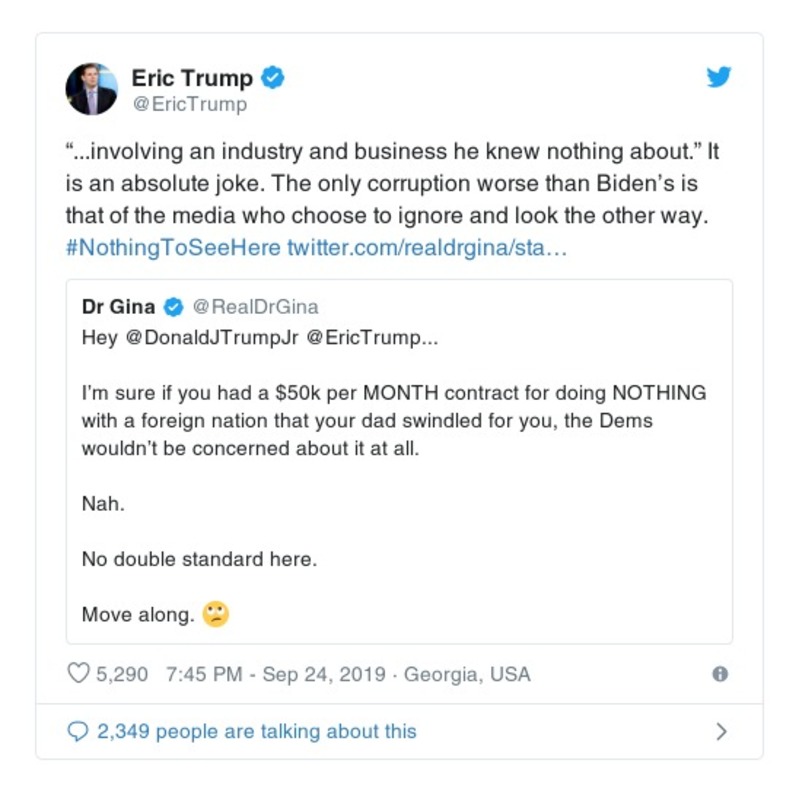 Eric Trump
@EricTrump
“...involving an industry and business he knew nothing about.” It
is an absolute joke. The only corruption worse than Biden’s is
that of the media who choose to ignore and look the other way.
#NothingToSeeHere twitter.com/realdrgina/sta…
Dr Gina @RealDrGina
Hey @DonaldJTrumpJr @EricTrump...
I’m sure if you had a $50k per MONTH contract for doing NOTHING
with a foreign nation that your dad swindled for you, the Dems
wouldn’t be concerned about it at all.
Nah.
No double standard here.
Move along. 🙄
5,290 7:45 PM - Sep 24, 2019 · Georgia, USA
2,349 people are talking about this